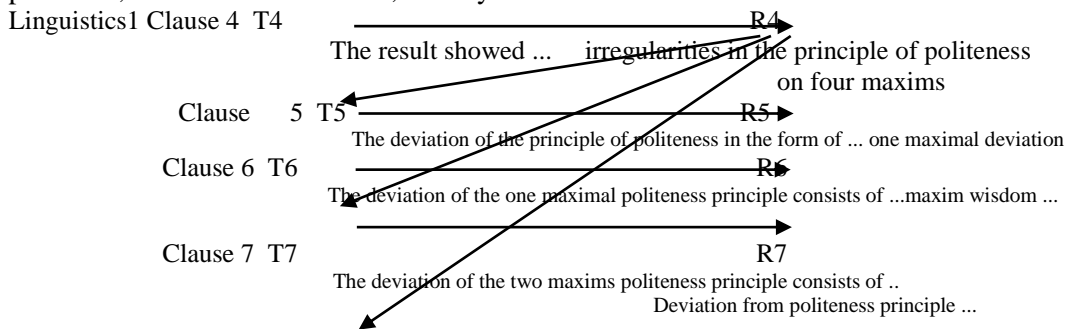 Linguistics1 Clause 4 T4 R4
The result showed ... irregularities in the principle of politeness
on four maxims
Clause 5 T5 R5
The deviation of the principle of politeness in the form of ... one maximal deviation
Clause 6 T6 R6
The deviation of the one maximal politeness principle consists of ...maxim wisdom ...
Clause 7 T7 R7
The deviation of the two maxims politeness principle consists of ..
Deviation from politeness principle ...